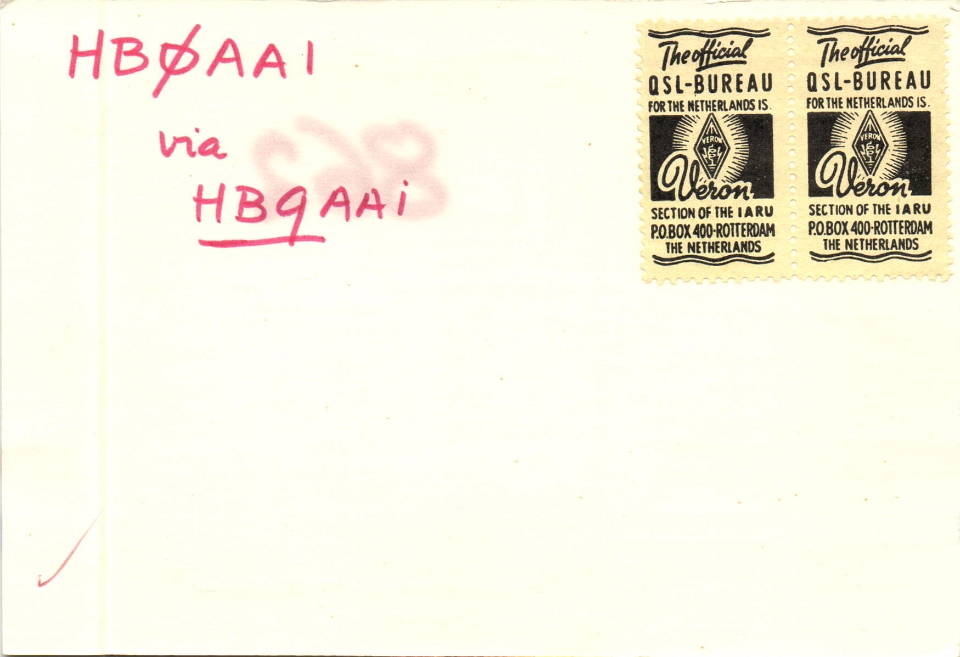 HBØAAI
via
HB9AAi
The official
QSL-BUREAU
FOR THE NETHERLANDS IS.
VERON
Veron
SECTION OF THE IARU
P.O.BOX 400-ROTTERDAM
THE NETHERLANDS
The official
QSL-BUREAU
FOR THE NETHERLANDS IS.
VERON
Veron
SECTION OF THE IARU
P.O.BOX 400-ROTTERDAM
THE NETHERLANDS